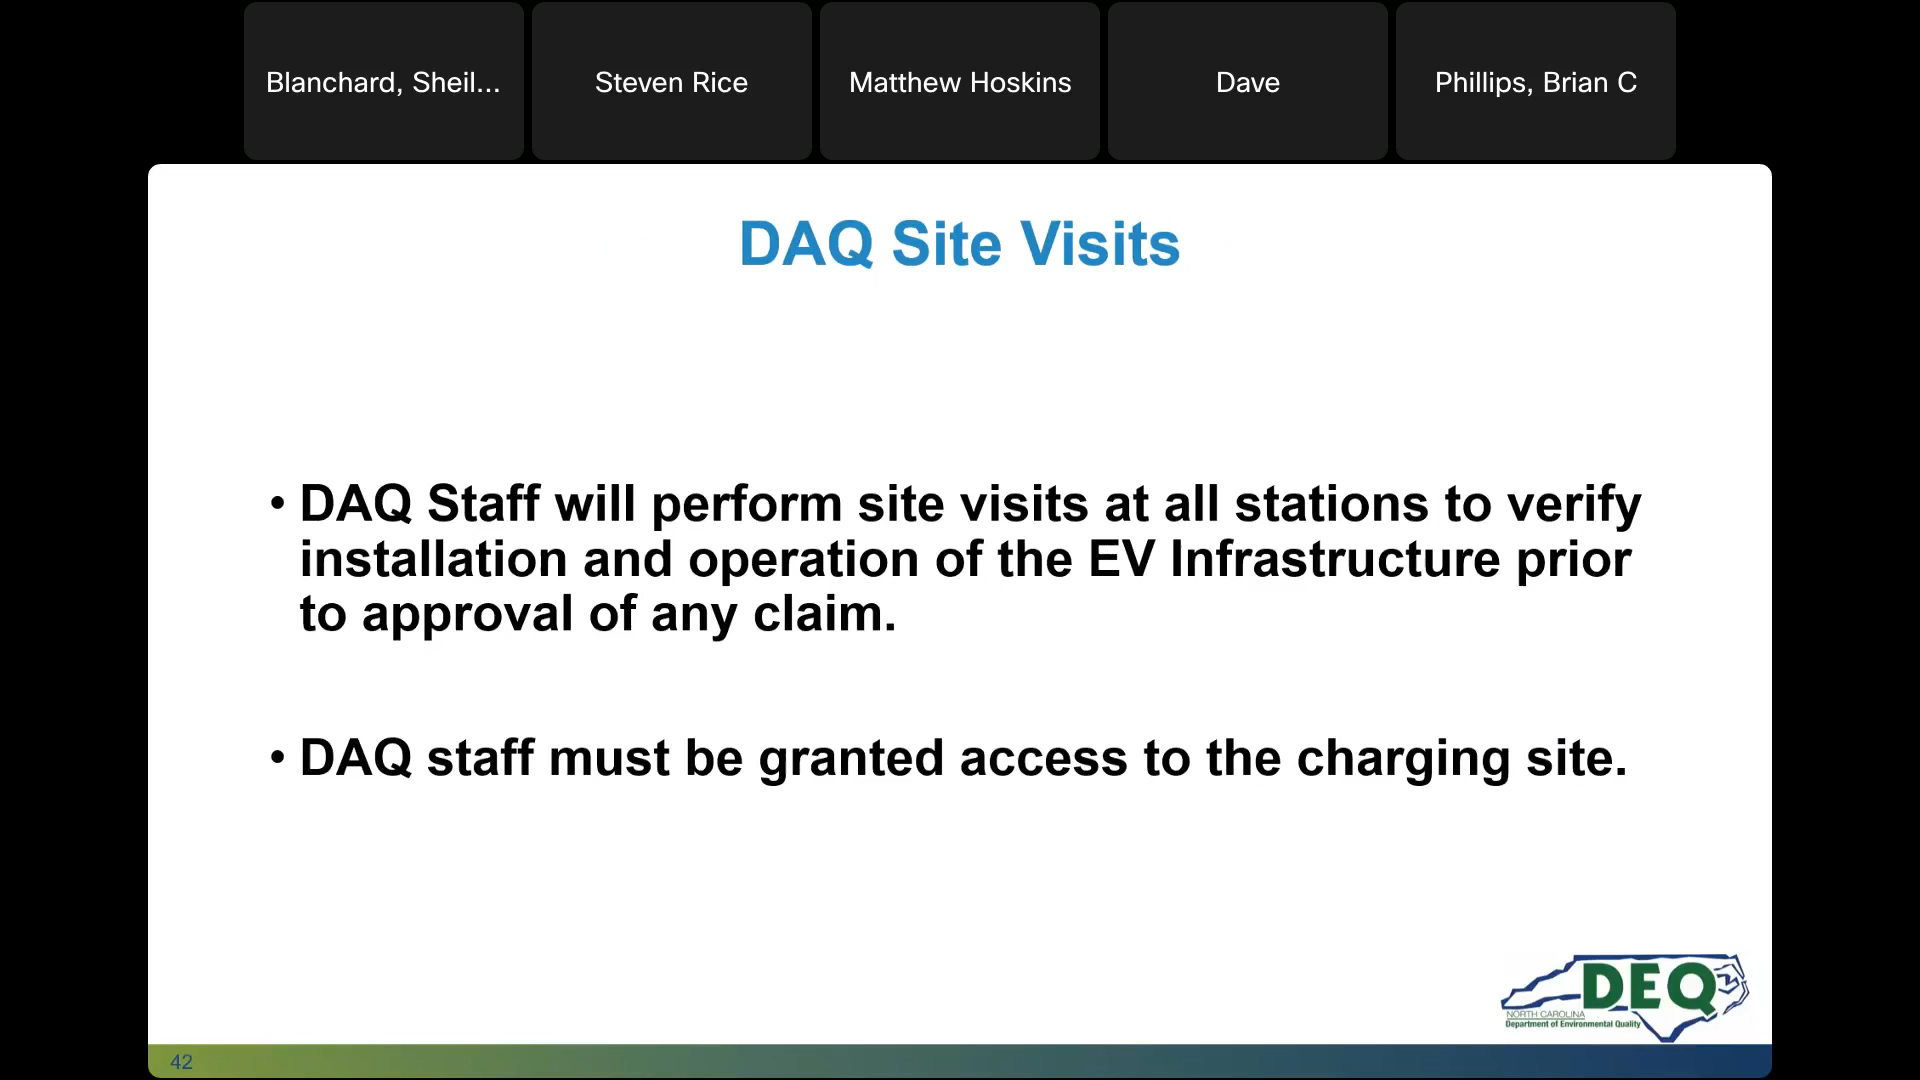 Blanchard, Sheil...
Steven Rice
Matthew Hoskins
Dave
Phillips, Brian C
DAQ Site Visits
• DAQ Staff will perform site visits at all stations to verify
installation and operation of the EV Infrastructure prior
to approval of any claim.
• DAQ staff must be granted access to the charging site.
DEQ
NORTH CAROLINA
Department of Environmental Quality
42